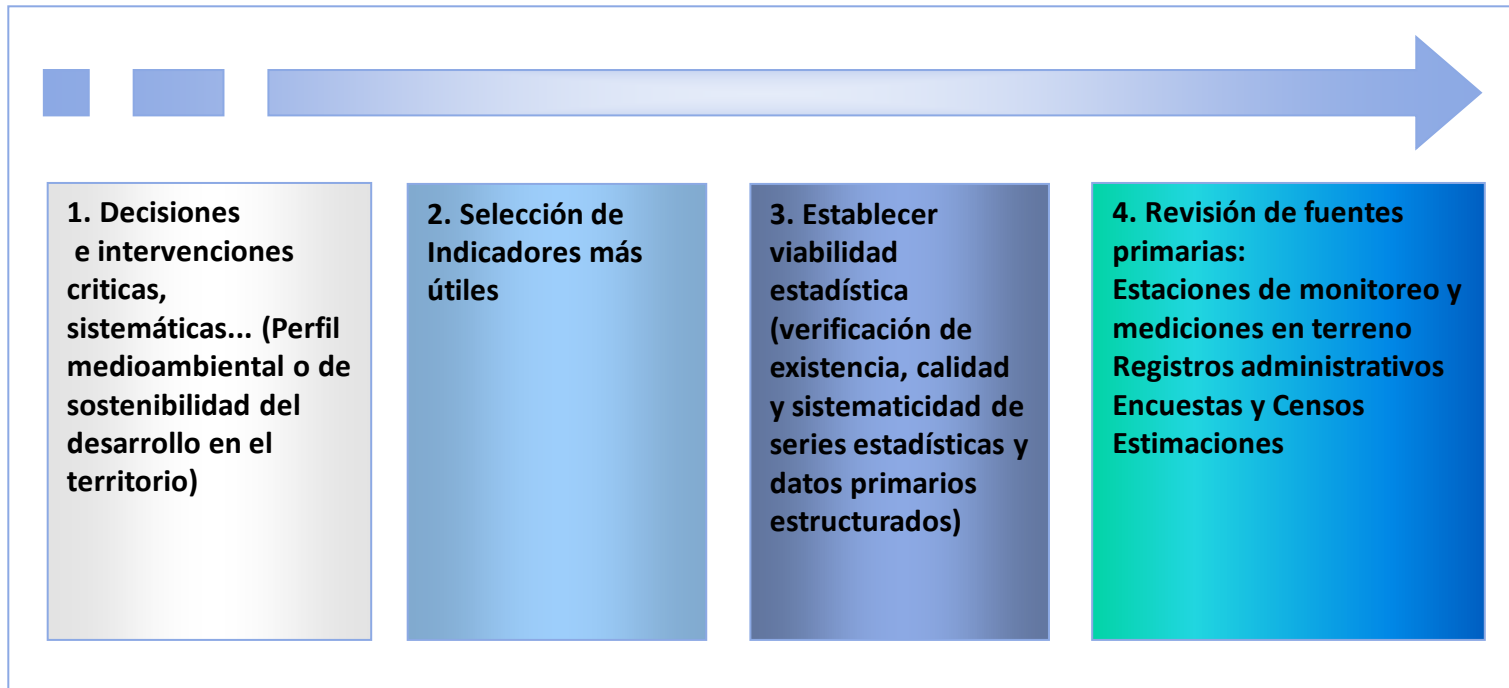 1. Decisiones
e intervenciones
criticas,
sistemáticas... (Perfil
medioambiental o de
sostenibilidad del
desarrollo en el
territorio)
2. Selección de
Indicadores más
útiles
3. Establecer
viabilidad
estadística
(verificación de
existencia, calidad
y sistematicidad de
series estadísticas y
datos primarios
estructurados)
4. Revisión de fuentes
primarias:
Estaciones de monitoreo y
mediciones en terreno
Registros administrativos
Encuestas y Censos
Estimaciones